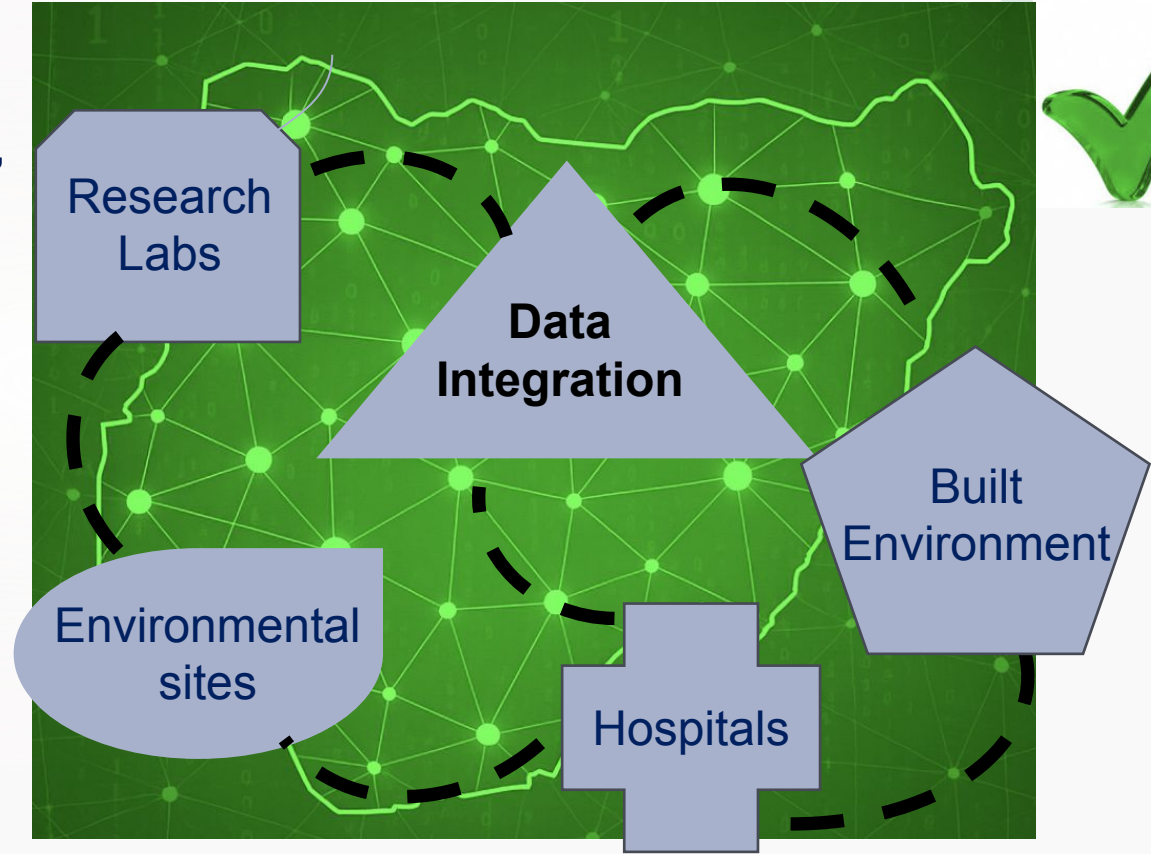 Research
Labs
Data
Integration
Built
Environment
Environmental
sites
Hospitals